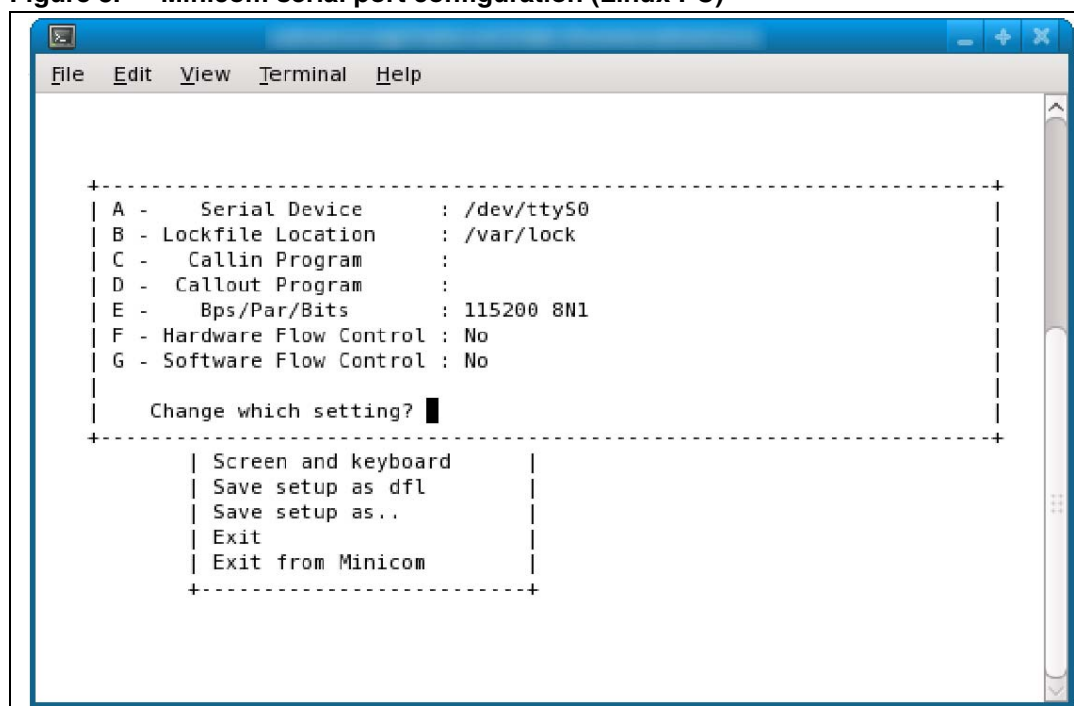 Minicom serial port configuration (Linux PC)
File Edit View Terminal Help
+-----------------------------------------------------------------------+
| A -    Serial Device      : /dev/ttyS0                                |
| B - Lockfile Location     : /var/lock                                 |
| C -   Callin Program      :                                           |
| D -  Callout Program      :                                           |
| E -    Bps/Par/Bits       : 115200 8N1                                |
| F - Hardware Flow Control : No                                        |
| G - Software Flow Control : No                                        |
|                                                                       |
|    Change which setting?                                              |
+-----------------------------------------------------------------------+
| Screen and keyboard      |
| Save setup as dfl        |
| Save setup as..          |
| Exit                     |
| Exit from Minicom        |
+--------------------------+